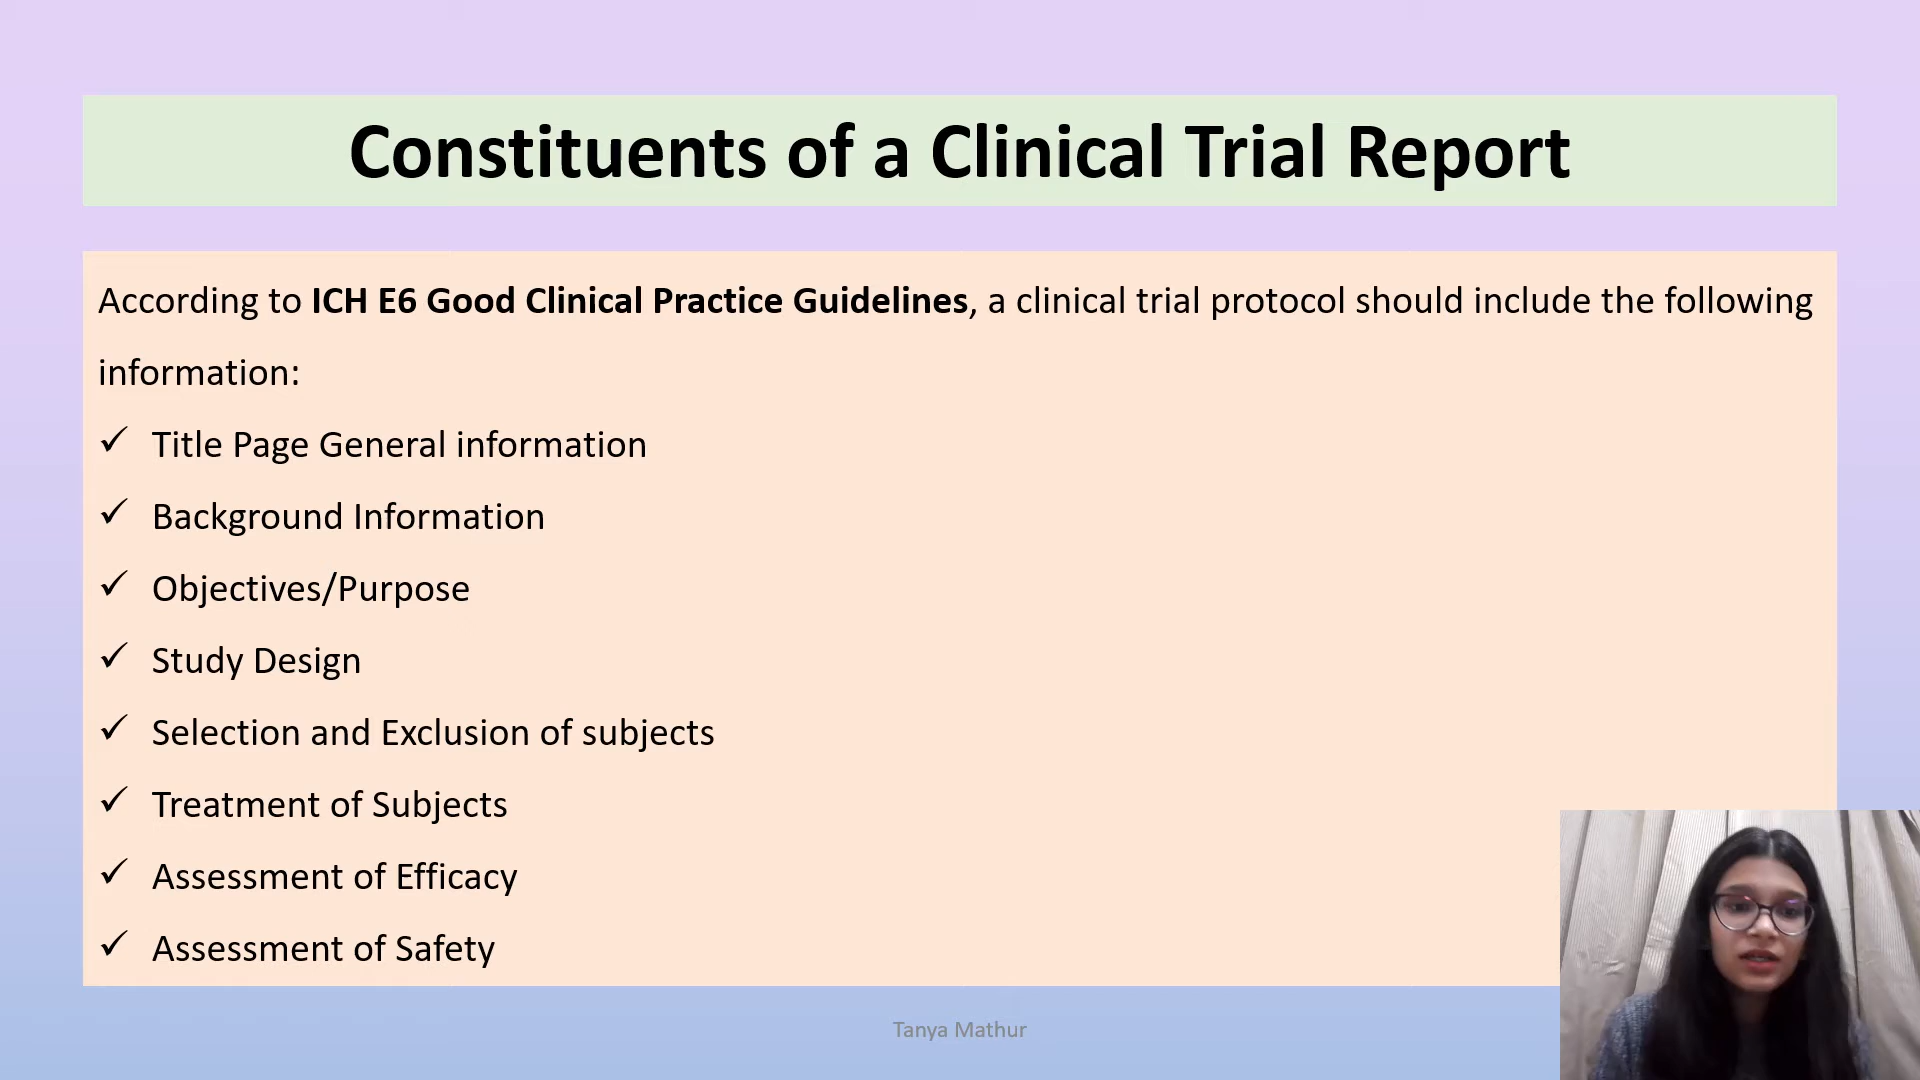 Constituents of a Clinical Trial Report
According to ICH E6 Good Clinical Practice Guidelines, a clinical trial protocol should include the following
information:
✓ Title Page General information
✓ Background Information
✓ Objectives/Purpose
✓ Study Design
✓ Selection and Exclusion of subjects
✓ Treatment of Subjects
✓ Assessment of Efficacy
✓ Assessment of Safety
Tanya Mathur